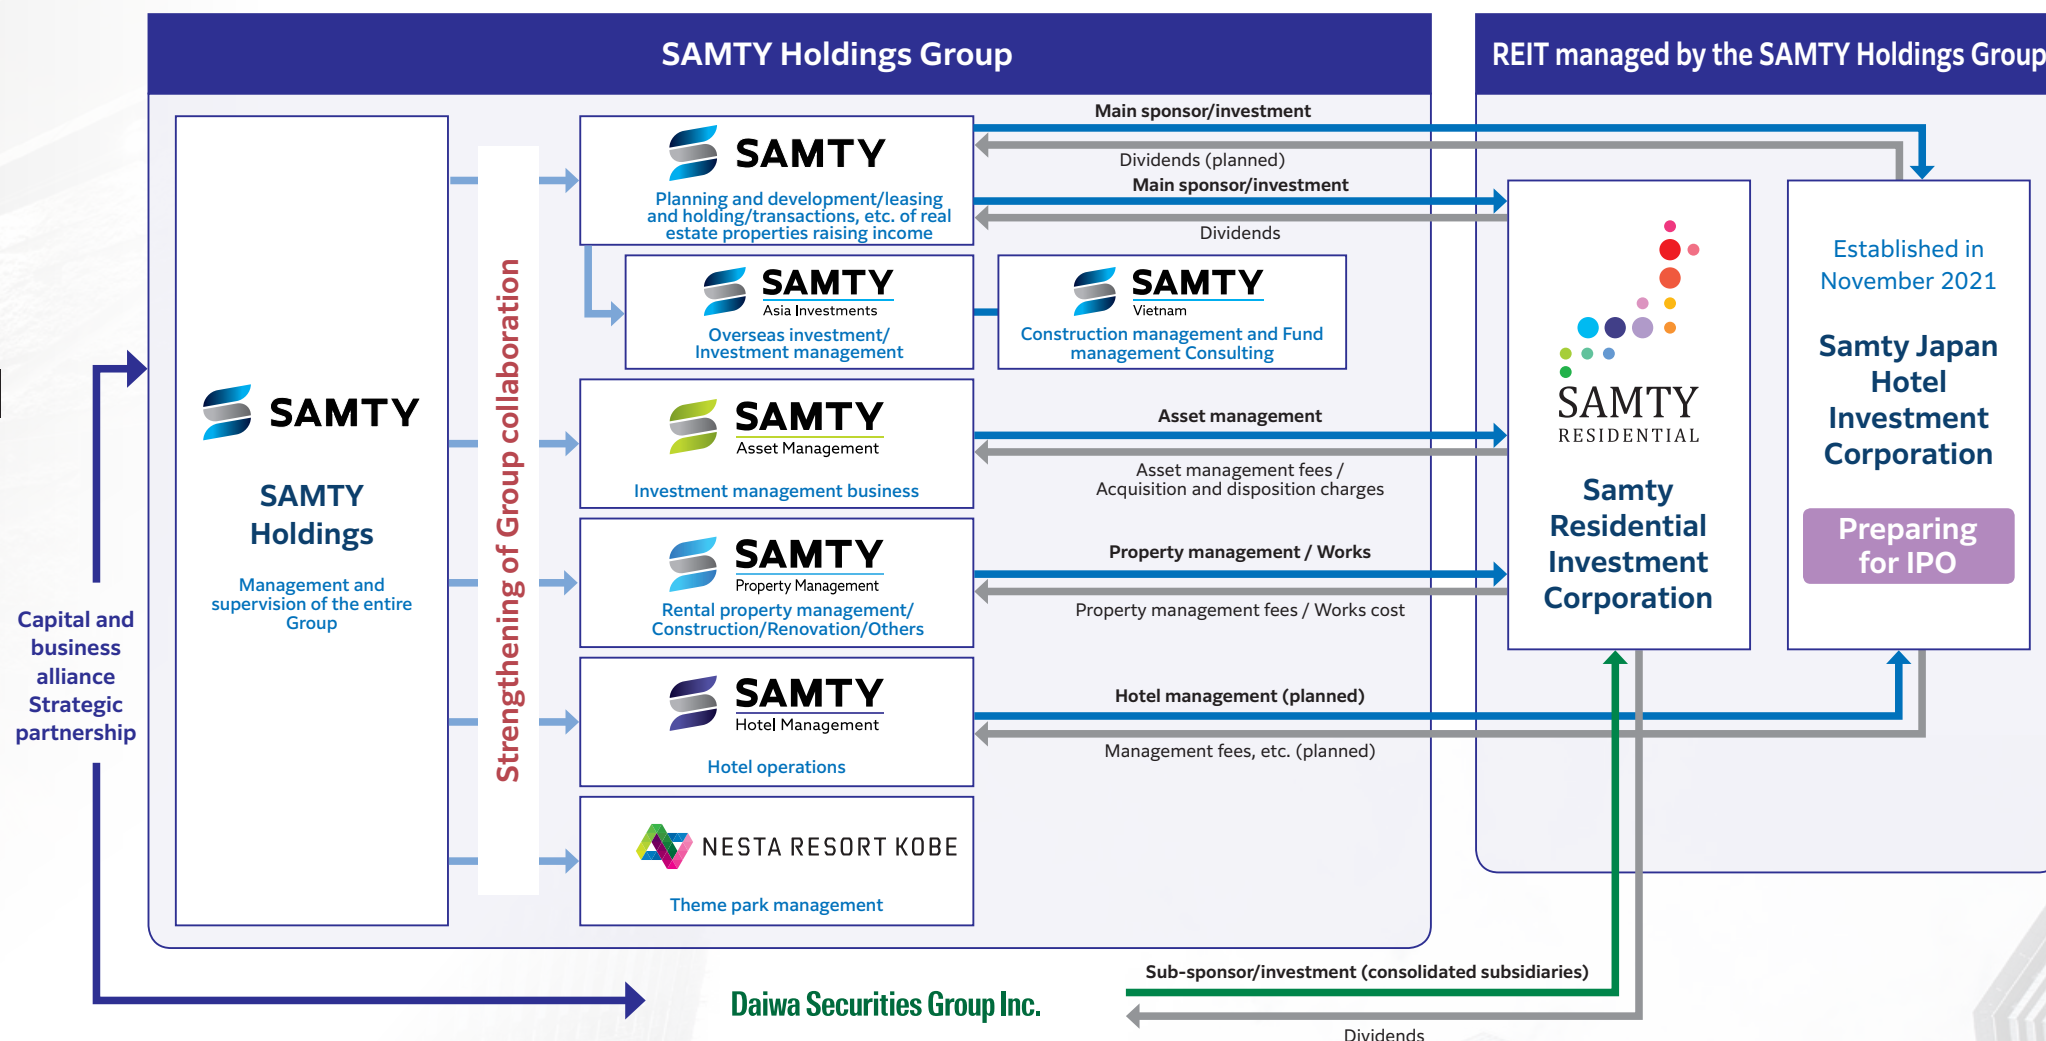 SAMTY Holdings Group
REIT managed by the SAMTY Holdings Group
Capital and
business
alliance
Strategic
partnership
SAMTY
SAMTY
Holdings
Management and
supervision of the entire
Group
Strengthening of Group collaboration
SAMTY
Planning and development/leasing
and holding/transactions, etc. of real
estate properties raising income
SAMTY
Asia Investments
Overseas investment/
Investment management
SAMTY
Vietnam
Construction management and Fund
management Consulting
SAMTY
Asset Management
Investment management business
SAMTY
Property Management
Rental property management/
Construction/Renovation/Others
SAMTY
Hotel Management
Hotel operations
NESTA RESORT KOBE
Theme park management
Main sponsor/investment
Dividends (planned)
Main sponsor/investment
Dividends
Asset management
Asset management fees /
Acquisition and disposition charges
Property management / Works
Property management fees / Works cost
Hotel management (planned)
Management fees, etc. (planned)
SAMTY
RESIDENTIAL
Samty
Residential
Investment
Corporation
Established in
November 2021
Samty Japan
Hotel
Investment
Corporation
Preparing
for IPO
Daiwa Securities Group Inc.
Sub-sponsor/investment (consolidated subsidiaries)
Dividends